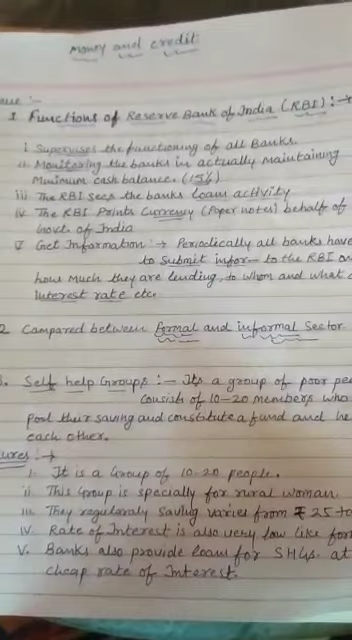 Money and credit
1 Functions of Reserve Bank of India (RBI) :→
i Supervises the functioning of all Banks.
ii. Monitoring the banks in actually maintaining
Minimum cash balance. (15%)
iii. The RBI sees the banks loan activity
iv. The RBI Prints Currency (Paper notes) behalf of
Govt. of India
v Get Information :→ Periodically all banks have
to submit infor— to the RBI on
how much they are lending, to whom and what
Interest rate etc.
2 Campared between Formal and informal Sector.
3. Self help Groups :— Its a group of poor
consish of 10-20 members who
Pool their saving and constitute a fund and
each other.
:→
i. It is a Group of 10-20 people.
ii. This Group is specially for rural woman
iii. They regularaly saving varies from ₹ 25 to
iv. Rate of Interest is also very low like
v. Banks also provide loan for SHGs. at
cheap rate of Interest.